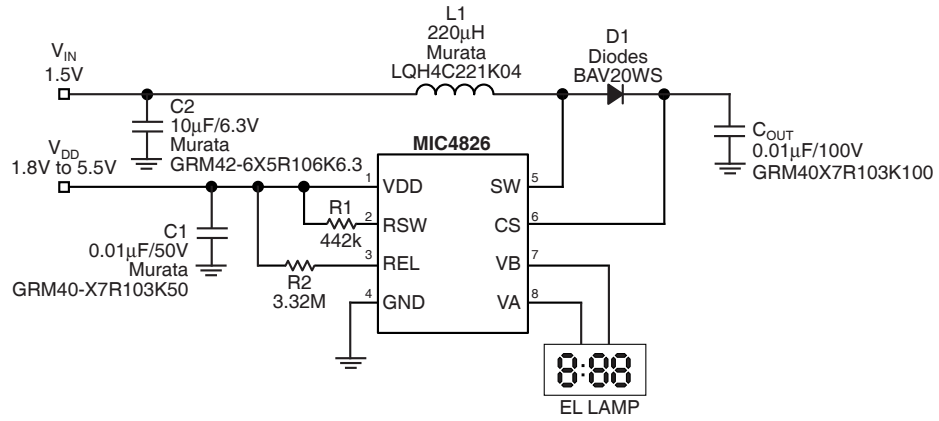 L1
220µH
Murata
LQH4C221K04
D1
Diodes
BAV20WS
VIN
1.5V
C2
10µF/6.3V
Murata
GRM42-6X5R106K6.3
COUT
0.01µF/100V
GRM40X7R103K100
VDD
1.8V to 5.5V
MIC4826
1 VDD SW 5
R1
442k
2 RSW CS 6
C1
0.01µF/50V
Murata
GRM40-X7R103K50
R2
3.32M
3 REL VB 7
4 GND VA 8
8:88
EL LAMP